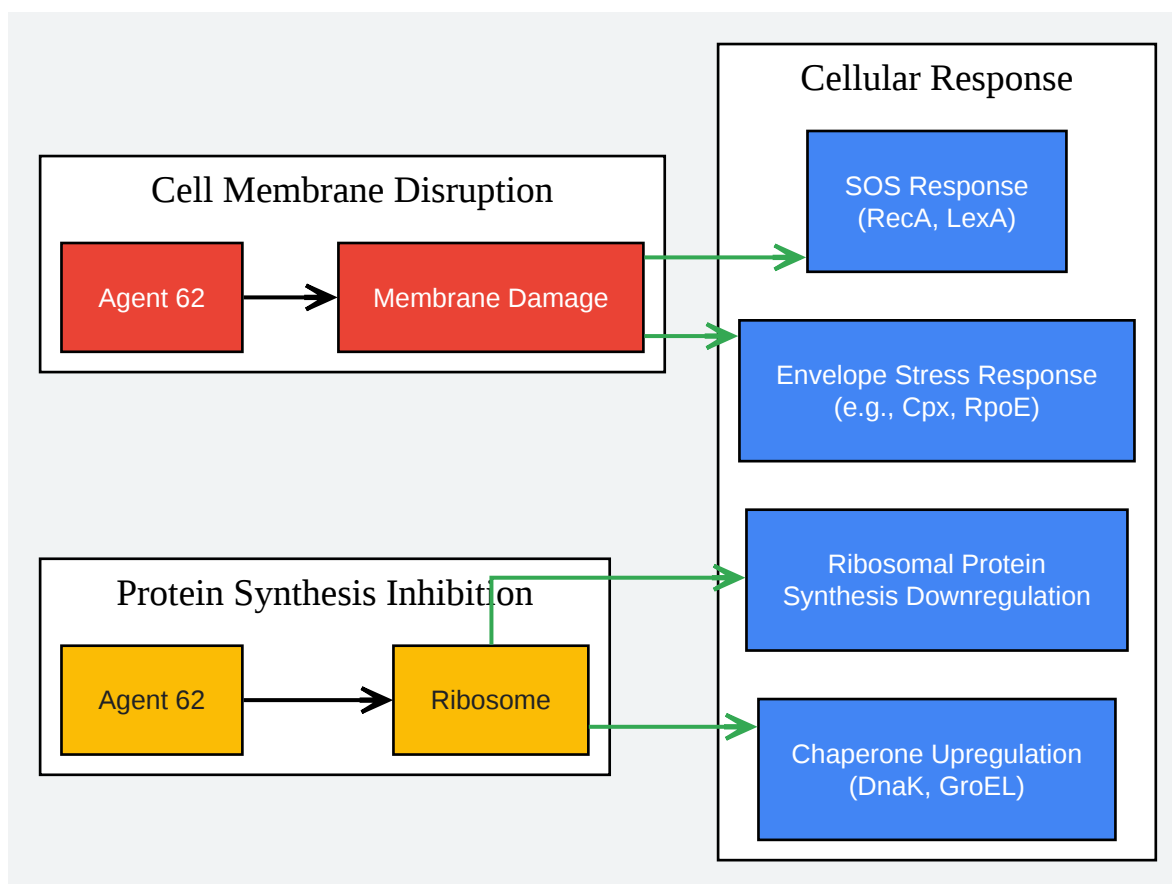 Cell Membrane Disruption
Agent 62
Membrane Damage
Protein Synthesis Inhibition
Agent 62
Ribosome
Cellular Response
SOS Response
(RecA, LexA)
Envelope Stress Response
(e.g., Cpx, RpoE)
Ribosomal Protein
Synthesis Downregulation
Chaperone Upregulation
(DnaK, GroEL)